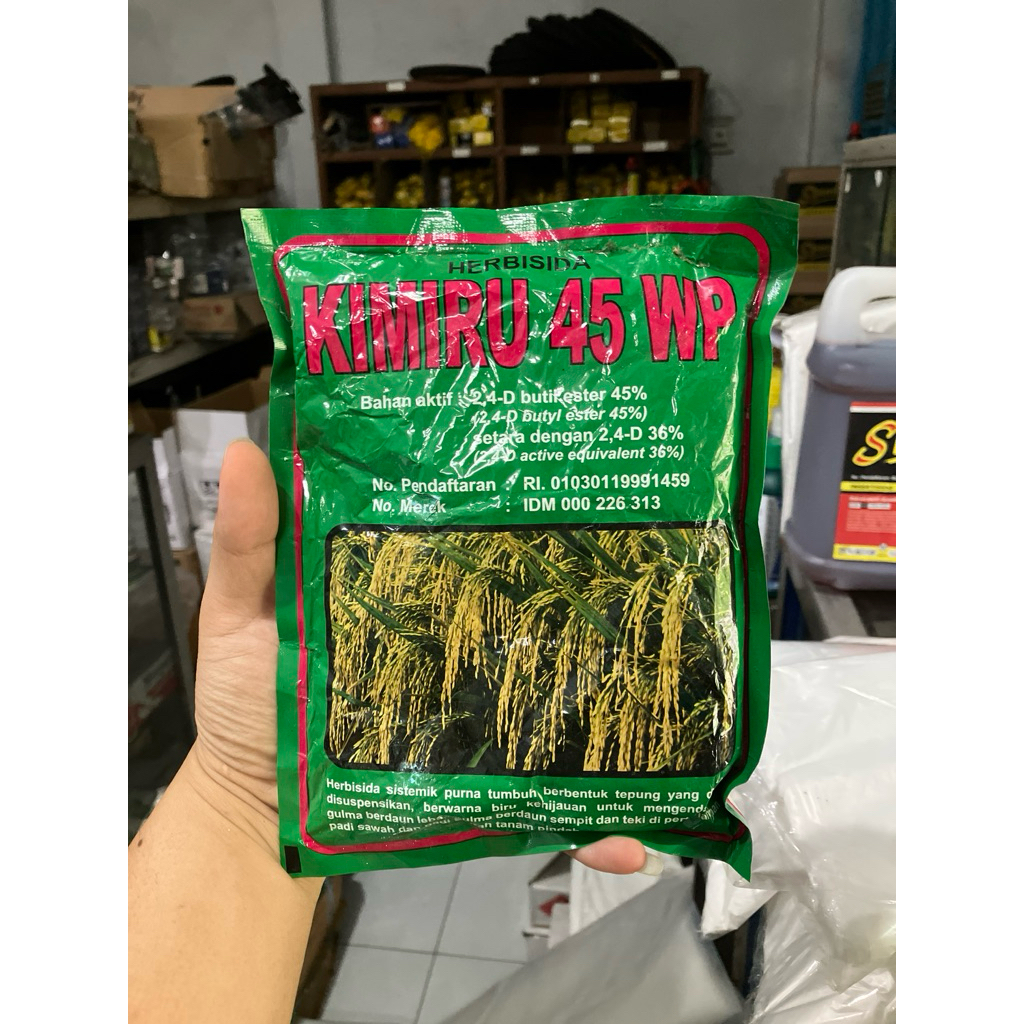 HERBISIDA
KIMIRU 45 WP
Bahan aktif : 2,4-D butil ester 45%
(2,4-D butyl ester 45%)
setara dengan 2,4-D 36%
(2,4-D active equivalent 36%)
No. Pendaftaran : RI. 01030119991459
No. Merek : IDM 000 226 313
Herbisida sistemik purna tumbuh berbentuk tepung yang
disuspensikan, berwarna biru kehijauan untuk
gulma berdaun gulma berdaun sempit dan teki di
padi sawah dan tanam